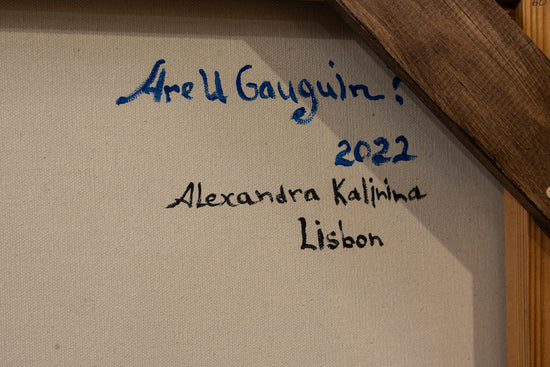 Are U Gauguin?
2022
Alexandra Kalinina
Lisbon